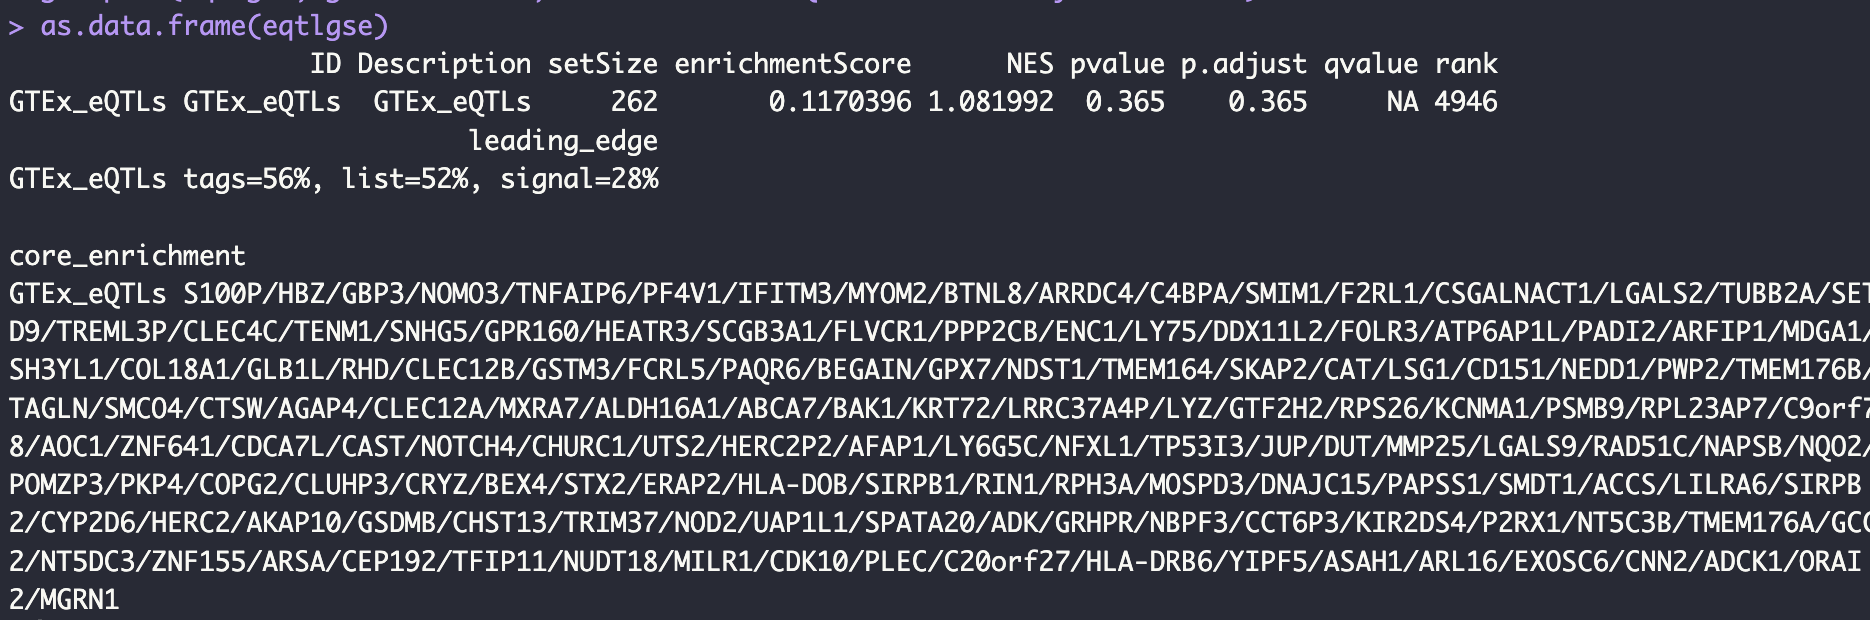 > as.data.frame(eqtlgse)
ID Description setSize enrichmentScore NES pvalue p.adjust qvalue rank
GTEx_eQTLs GTEx_eQTLs GTEx_eQTLs 262 0.1170396 1.081992 0.365 0.365 NA 4946
leading_edge
GTEx_eQTLs tags=56%, list=52%, signal=28%
core_enrichment
GTEx_eQTLs S100P/HBZ/GBP3/NOMO3/TNFAIP6/PF4V1/IFITM3/MYOM2/BTNL8/ARRDC4/C4BPA/SMIM1/F2RL1/CSGALNACT1/LGALS2/TUBB2A/SET
D9/TREML3P/CLEC4C/TENM1/SNHG5/GPR160/HEATR3/SCGB3A1/FLVCR1/PPP2CB/ENC1/LY75/DDX11L2/FOLR3/ATP6AP1L/PADI2/ARFIP1/MDGA1/
SH3YL1/COL18A1/GLB1L/RHD/CLEC12B/GSTM3/FCRL5/PAQR6/BEGAIN/GPX7/NDST1/TMEM164/SKAP2/CAT/LSG1/CD151/NEDD1/PWP2/TMEM176B/
TAGLN/SMCO4/CTSW/AGAP4/CLEC12A/MXRA7/ALDH16A1/ABCA7/BAK1/KRT72/LRRC37A4P/LYZ/GTF2H2/RPS26/KCNMA1/PSMB9/RPL23AP7/C9orf7
8/AOC1/ZNF641/CDCA7L/CAST/NOTCH4/CHURC1/UTS2/HERC2P2/AFAP1/LY6G5C/NFXL1/TP53I3/JUP/DUT/MMP25/LGALS9/RAD51C/NAPSB/NQO2/
POMZP3/PKP4/COPG2/CLUHP3/CRYZ/BEX4/STX2/ERAP2/HLA-DOB/SIRPB1/RIN1/RPH3A/MOSPD3/DNAJC15/PAPSS1/SMDT1/ACCS/LILRA6/SIRPB
2/CYP2D6/HERC2/AKAP10/GSDMB/CHST13/TRIM37/NOD2/UAP1L1/SPATA20/ADK/GRHPR/NBPF3/CCT6P3/KIR2DS4/P2RX1/NT5C3B/TMEM176A/GCC
2/NT5DC3/ZNF155/ARSA/CEP192/TFIP11/NUDT18/MILR1/CDK10/PLEC/C20orf27/HLA-DRB6/YIPF5/ASAH1/ARL16/EXOSC6/CNN2/ADCK1/ORAI
2/MGRN1